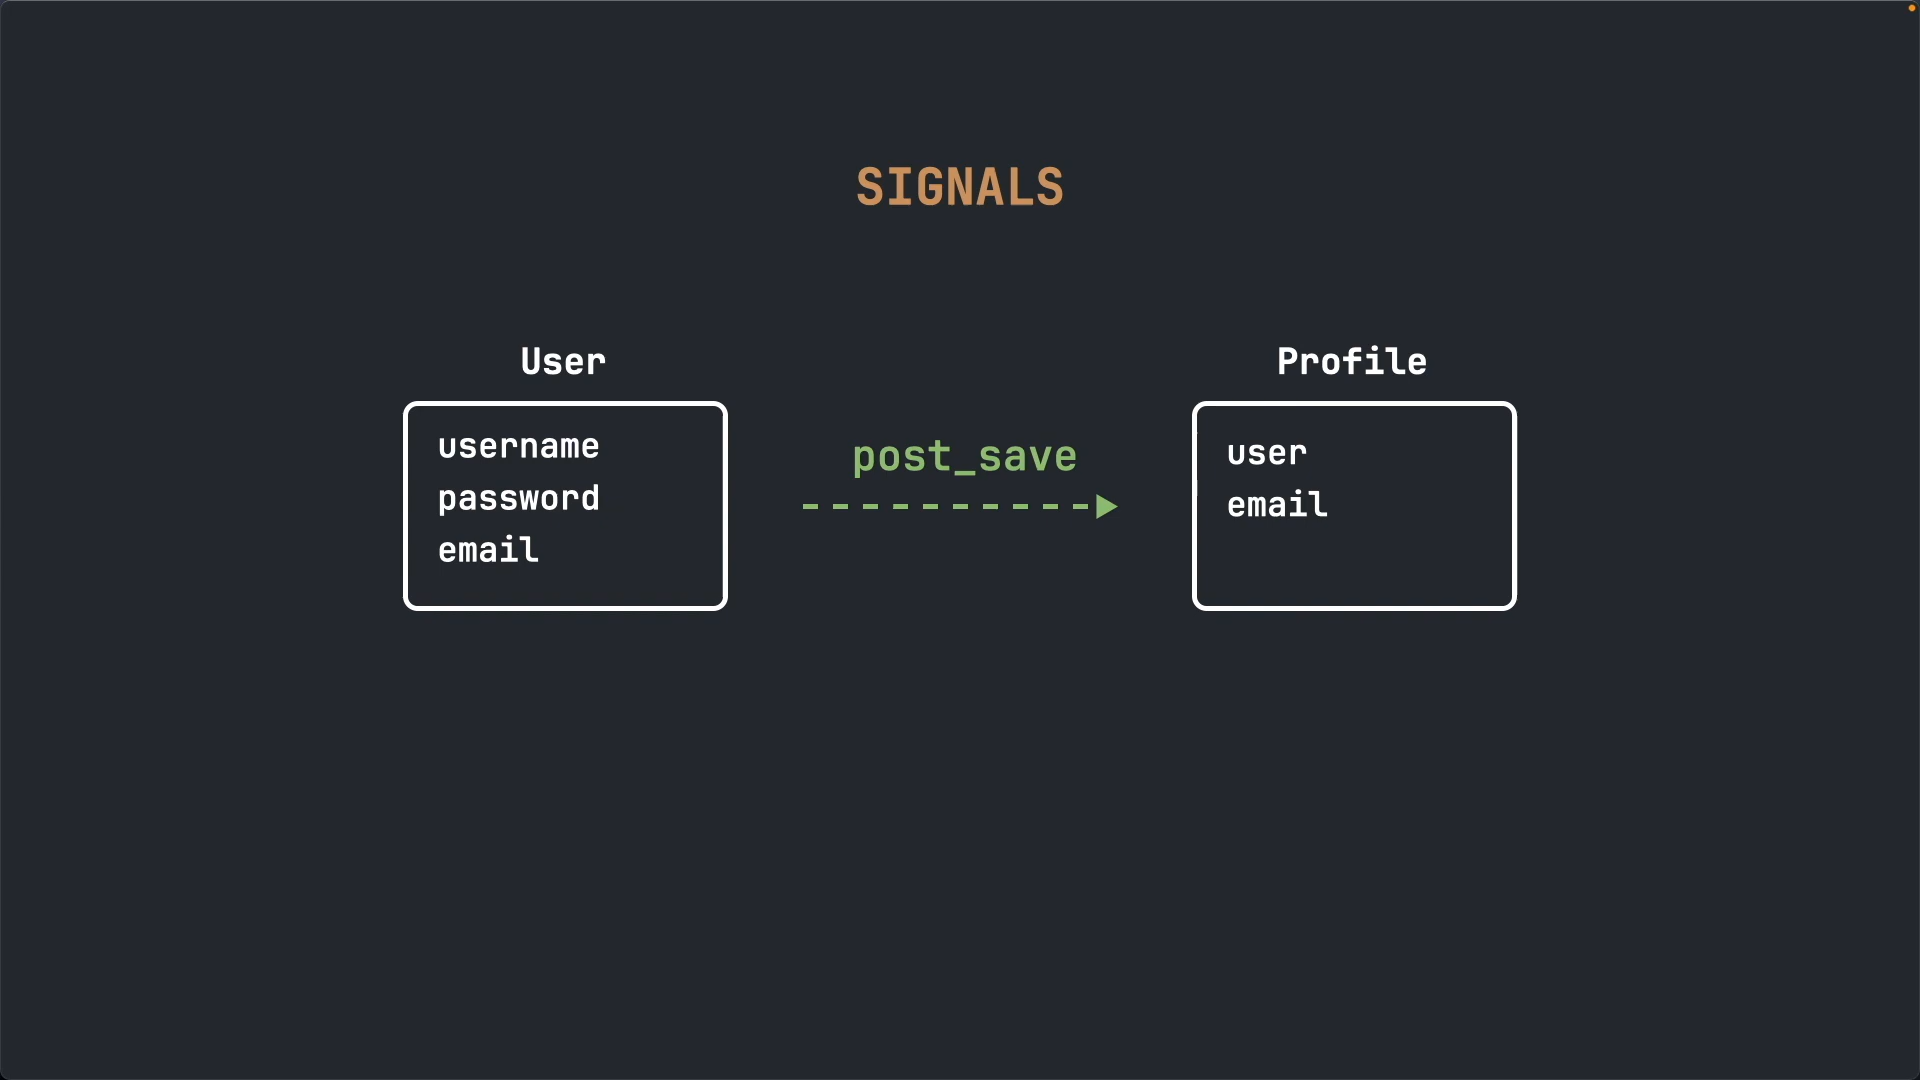 SIGNALS
User
username
password
email
post_save
Profile
user
email